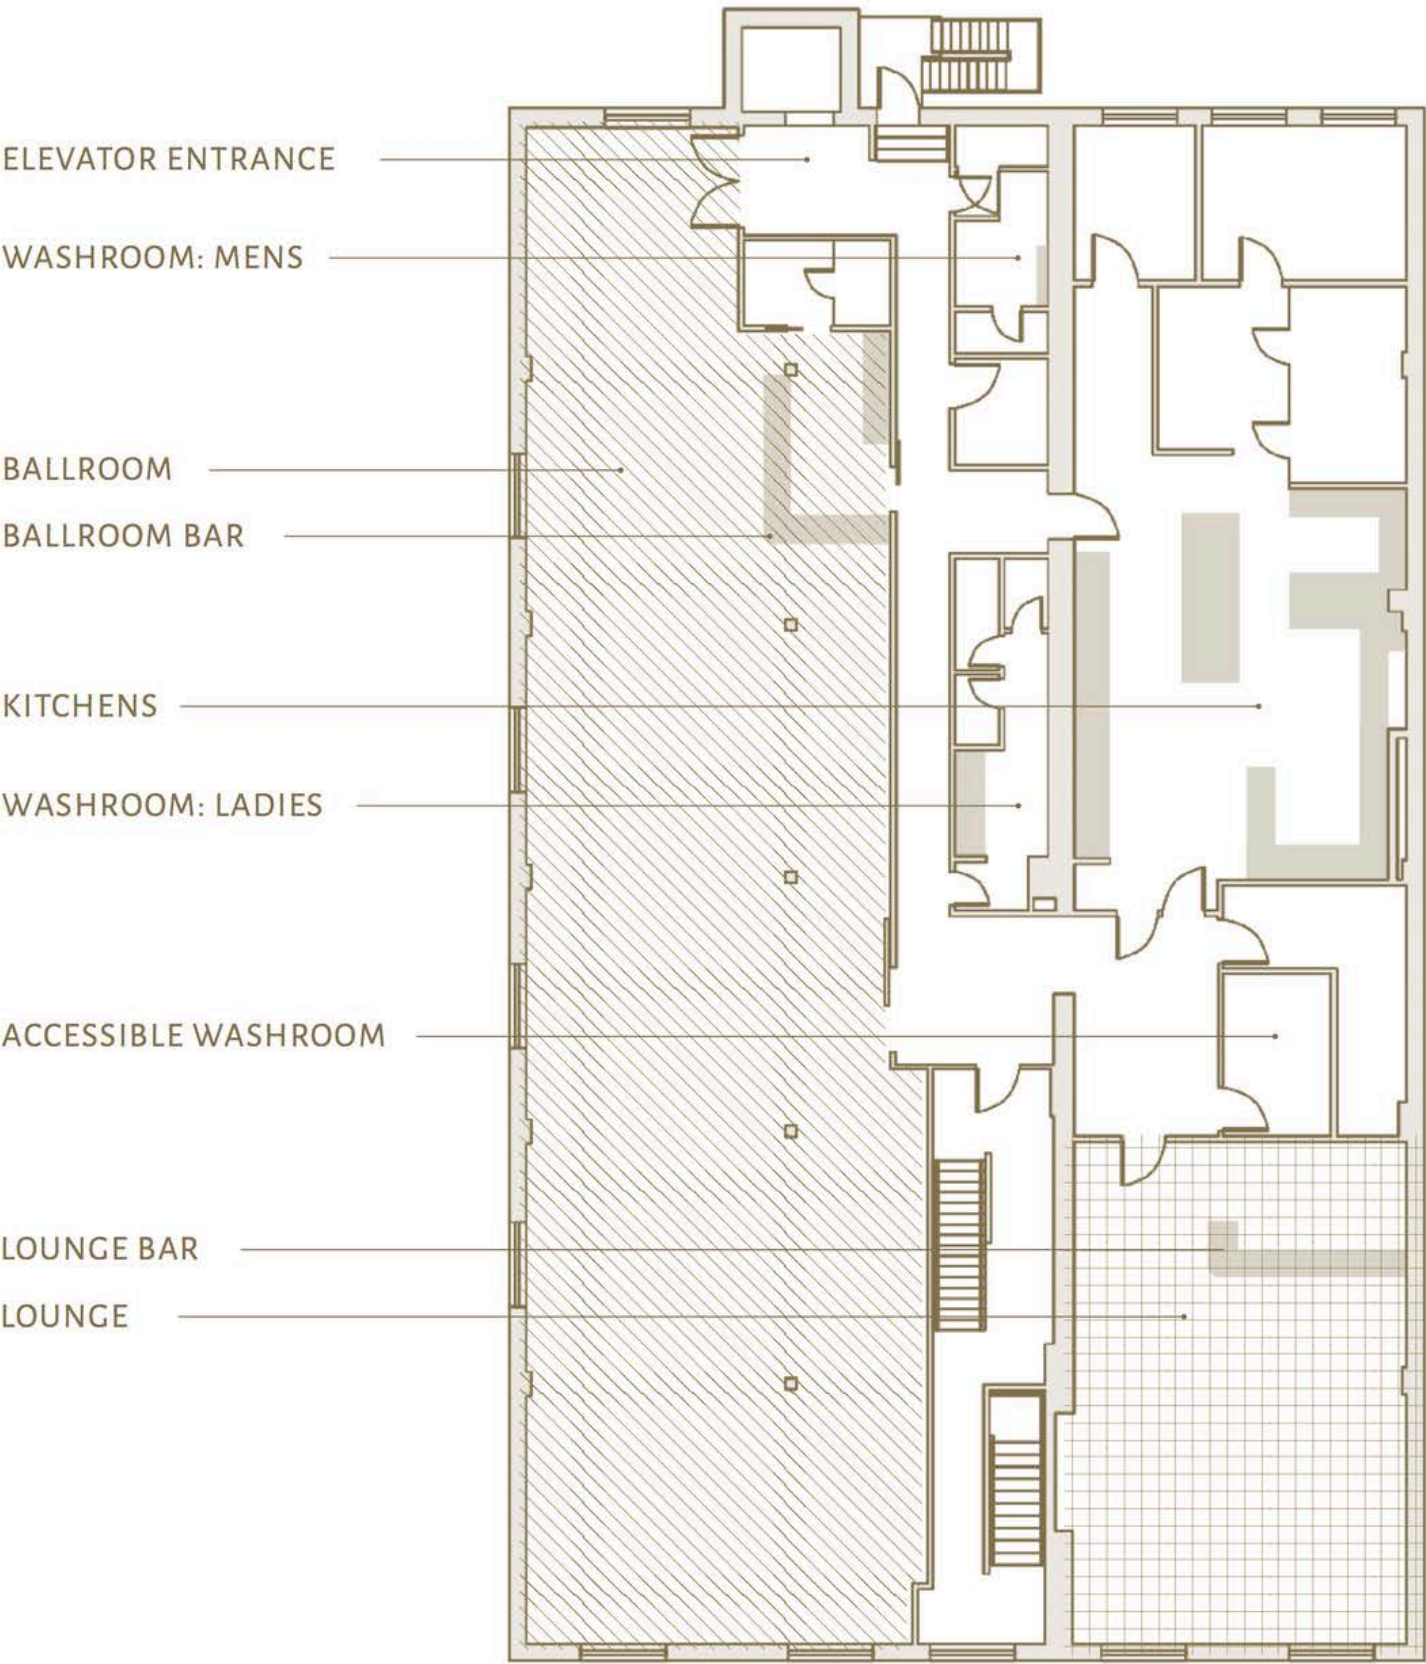 ELEVATOR ENTRANCE
WASHROOM: MENS
BALLROOM
BALLROOM BAR
KITCHENS
WASHROOM: LADIES
ACCESSIBLE WASHROOM
LOUNGE BAR
LOUNGE